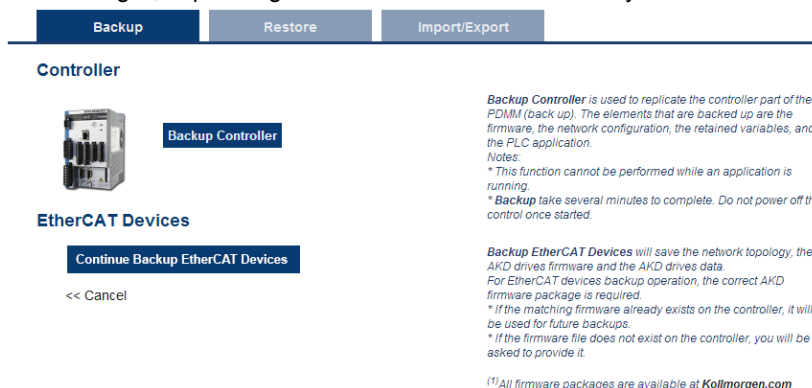 Backup
Restore
Import/Export
Controller
Backup Controller
Backup Controller is used to replicate the controller part of the
PDMM (back up). The elements that are backed up are the
firmware, the network configuration, the retained variables, and
the PLC application.
Notes:
* This function cannot be performed while an application is
running.
* Backup take several minutes to complete. Do not power off the
control once started.
EtherCAT Devices
Continue Backup EtherCAT Devices
<< Cancel
Backup EtherCAT Devices will save the network topology, the
AKD drives firmware and the AKD drives data.
For EtherCAT devices backup operation, the correct AKD
firmware package is required.
* If the matching firmware already exists on the controller, it will
be used for future backups.
* If the firmware file does not exist on the controller, you will be
asked to provide it.
(1)All firmware packages are available at Kollmorgen.com